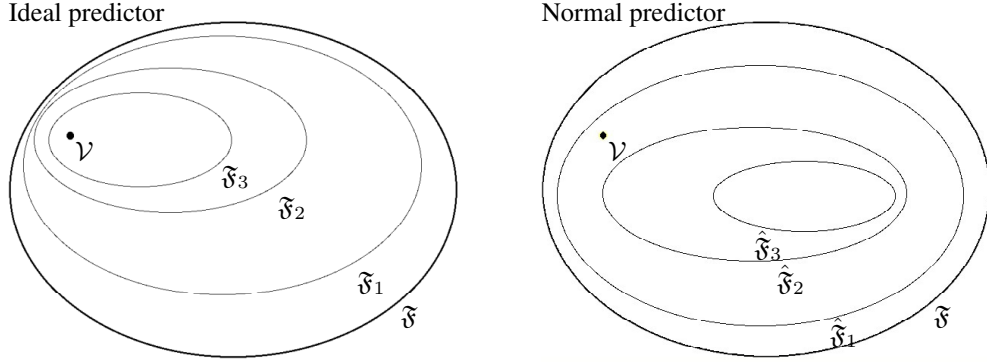 Ideal predictor
𝒱
𝔉₃
𝔉₂
𝔉₁
𝔉
Normal predictor
𝒱
𝔉̂₃
𝔉̂₂
𝔉̂₁
𝔉